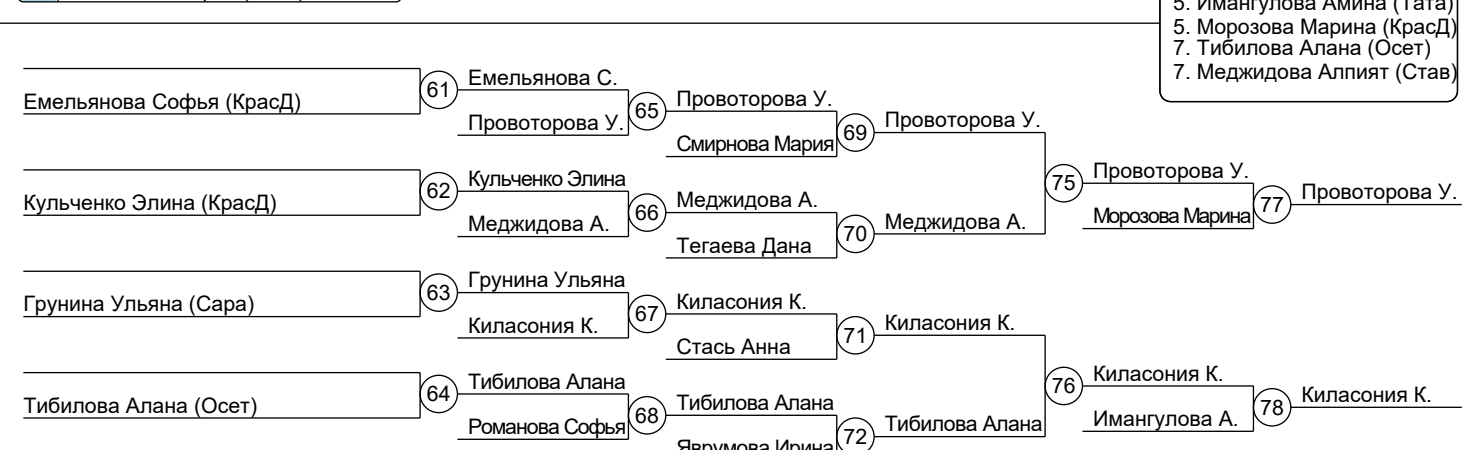 5. Имангулова Амина (Тата)
5. Морозова Марина (КрасД)
7. Тибилова Алана (Осет)
7. Меджидова Алпият (Став)
Емельянова Софья (КрасД)
61
Емельянова С.
Провоторова У.
65
Провоторова У.
Смирнова Мария
69
Провоторова У.
Кульченко Элина (КрасД)
62
Кульченко Элина
Меджидова А.
66
Меджидова А.
Тегаева Дана
70
Меджидова А.
75
Провоторова У.
Морозова Марина
77
Провоторова У.
Грунина Ульяна (Сара)
63
Грунина Ульяна
Киласония К.
67
Киласония К.
Стась Анна
71
Киласония К.
Тибилова Алана (Осет)
64
Тибилова Алана
Романова Софья
68
Тибилова Алана
Яврумова Ирина
72
Тибилова Алана
76
Киласония К.
Имангулова А.
78
Киласония К.